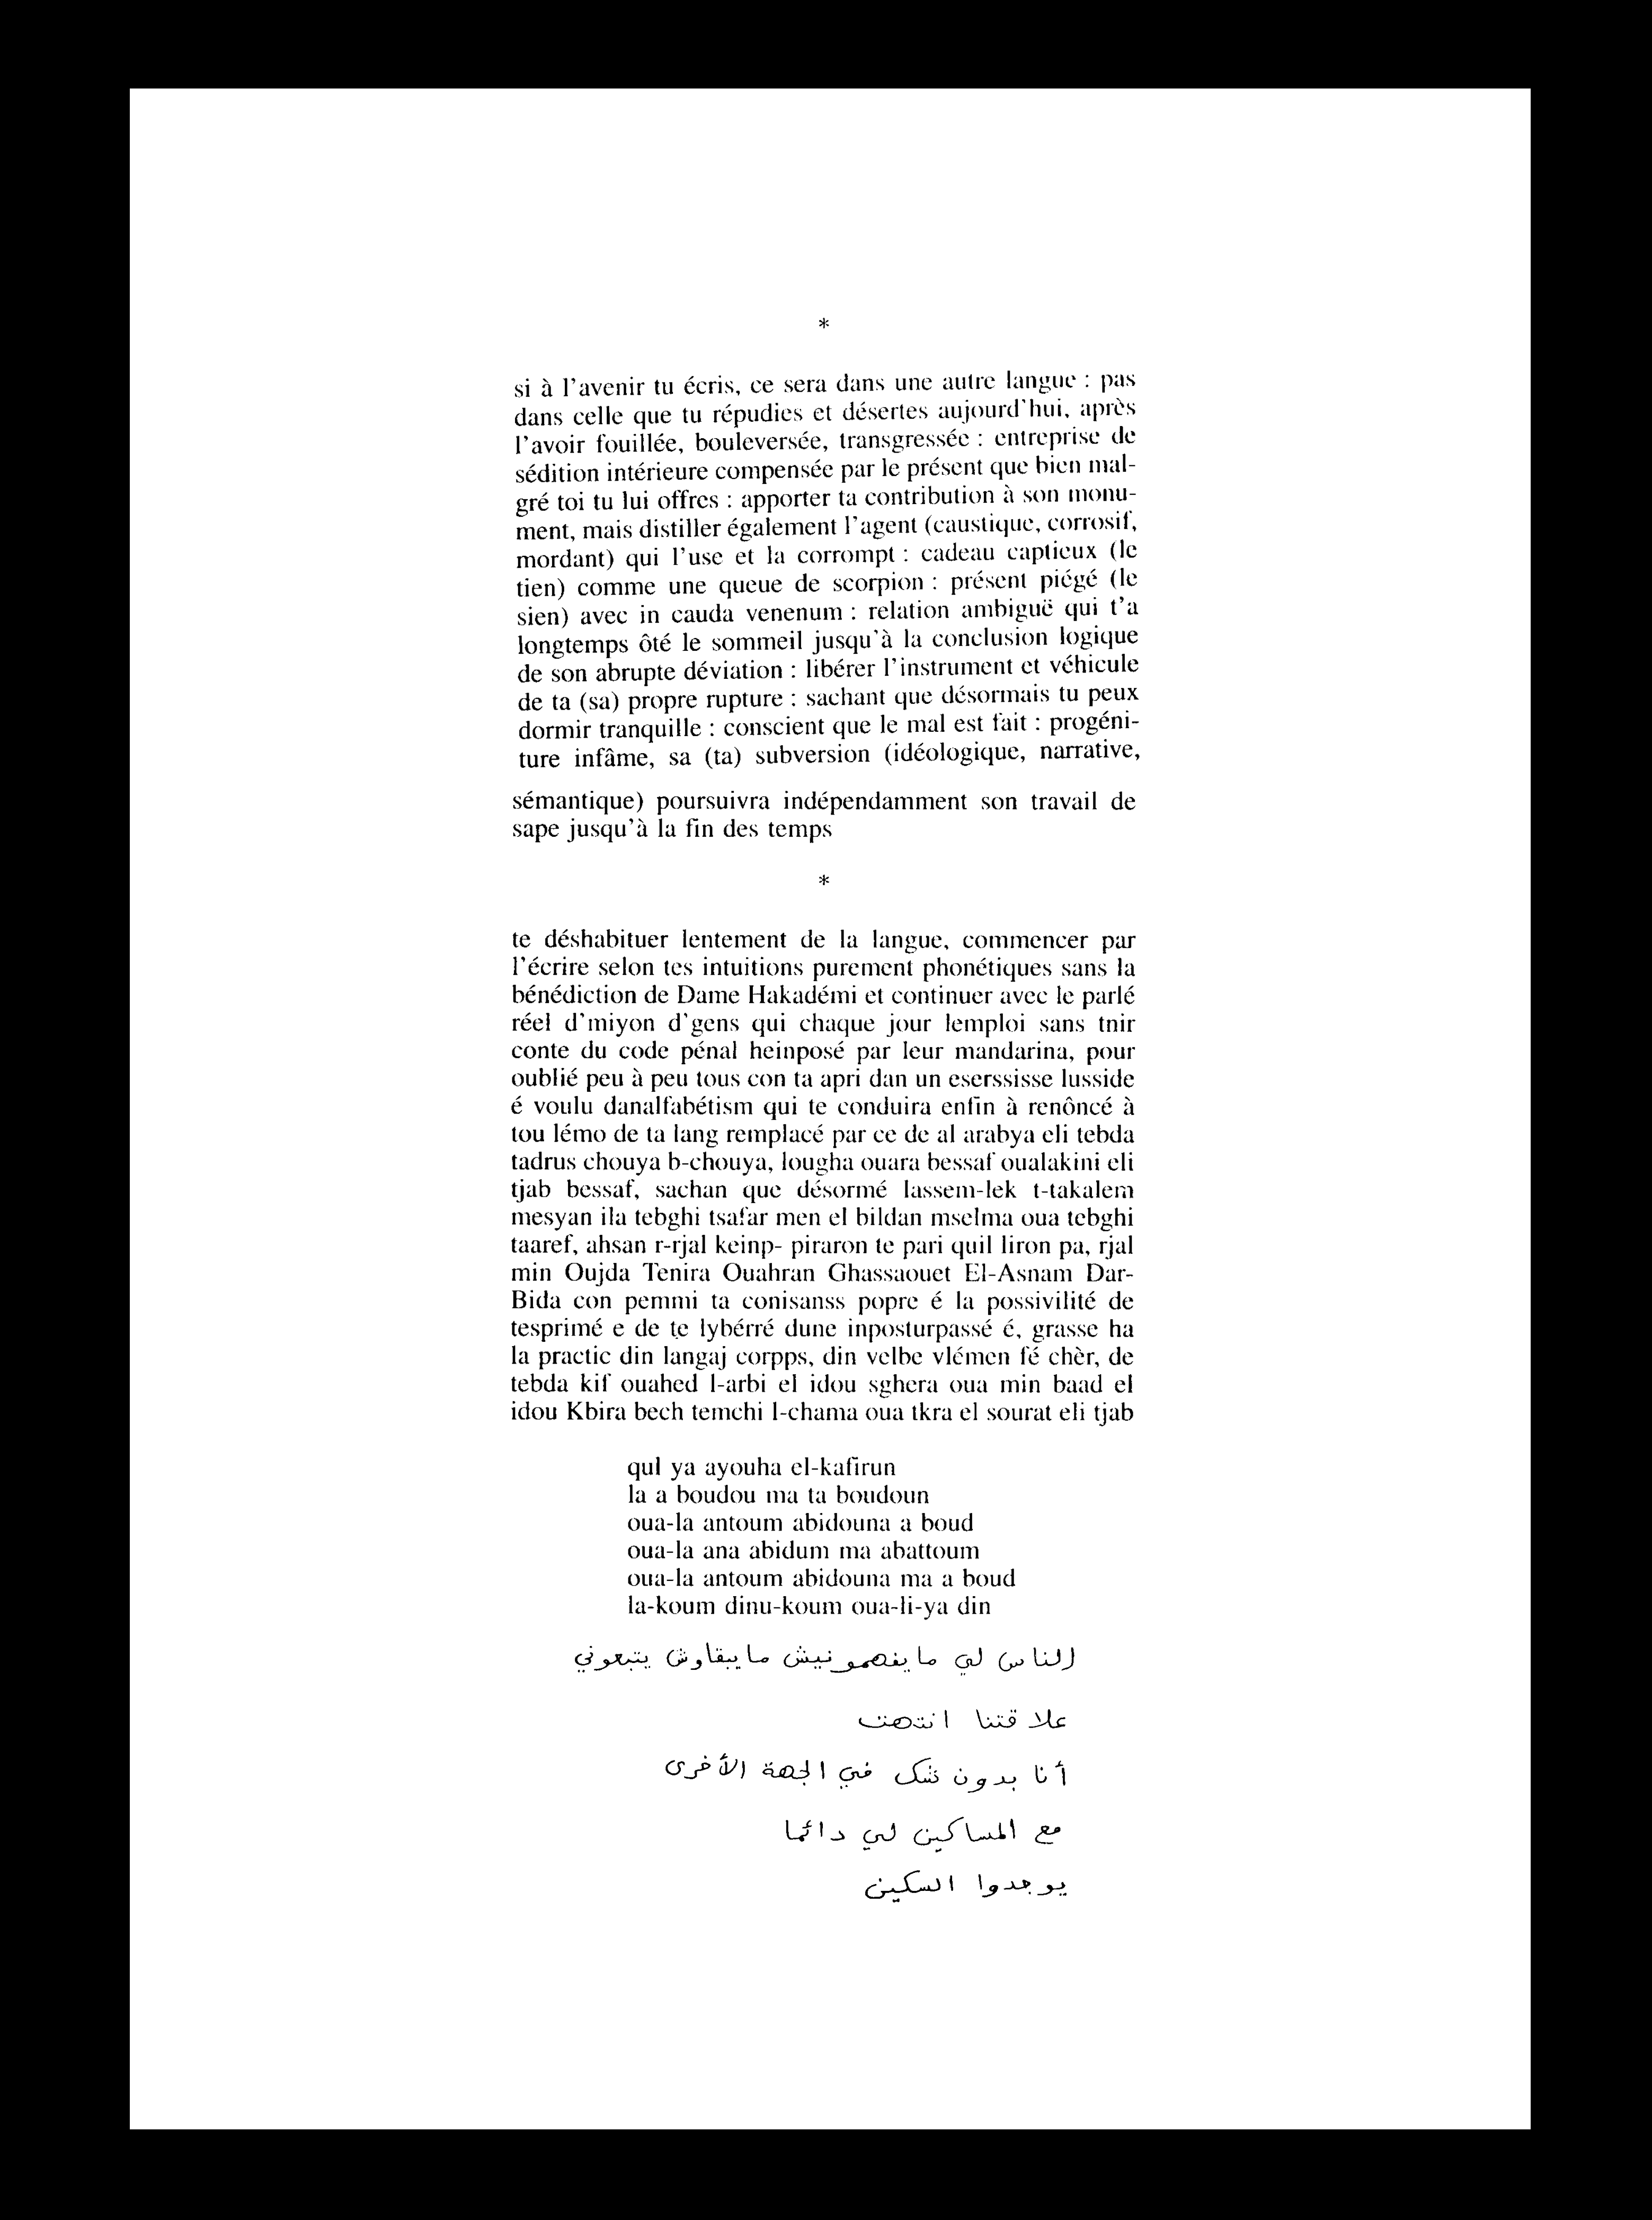 *
si à l'avenir tu écris, ce sera dans une autre langue : pas
dans celle que tu répudies et désertes aujourd'hui, après
l'avoir fouillée, bouleversée, transgressée : entreprise de
sédition intérieure compensée par le présent que bien mal-
gré toi tu lui offres : apporter ta contribution à son monu-
ment, mais distiller également l'agent (caustique, corrosif,
mordant) qui l'use et la corrompt : cadeau captieux (le
tien) comme une queue de scorpion : présent piégé (le
sien) avec in cauda venenum : relation ambiguë qui t'a
longtemps ôté le sommeil jusqu'à la conclusion logique
de son abrupte déviation : libérer l'instrument et véhicule
de ta (sa) propre rupture : sachant que désormais tu peux
dormir tranquille : conscient que le mal est fait : progéni-
ture infâme, sa (ta) subversion (idéologique, narrative,
sémantique) poursuivra indépendamment son travail de
sape jusqu'à la fin des temps
*
te déshabituer lentement de la langue, commencer par
l'écrire selon tes intuitions purement phonétiques sans la
bénédiction de Dame Hakadémi et continuer avec le parlé
réel d'miyon d'gens qui chaque jour lemploi sans tnir
conte du code pénal heinposé par leur mandarina, pour
oublié peu à peu tous con ta apri dan un eserssisse lusside
é voulu danalfabétism qui te conduira enfin à renôncé à
tou lémo de ta lang remplacé par ce de al arabya eli tebda
tadrus chouya b-chouya, lougha ouara bessaf oualakini eli
tjab bessaf, sachan que désormé lassem-lek t-takalem
mesyan ila tebghi tsafar men el bildan mselma oua tebghi
taaref, ahsan r-rjal keinp- piraron te pari quil liron pa, rjal
min Oujda Tenira Ouahran Ghassaouet El-Asnam Dar-
Bida con pemmi ta conisanss popre é la possivilité de
tesprimé e de te lybérré dune inposturpassé é, grasse ha
la practic din langaj corpps, din velbe vlémen fé chèr, de
tebda kif ouahed l-arbi el idou sghera oua min baad el
idou Kbira bech temchi l-chama oua tkra el sourat eli tjab
qul ya ayouha el-kafirun
la a boudou ma ta boudoun
oua-la antoum abidouna a boud
oua-la ana abidum ma abattoum
oua-la antoum abidouna ma a boud
la-koum dinu-koum oua-li-ya din
الناس لي مايفهمونيش مايبقاوش يتبعوني
علاقتنا انتهت
أنا بدون شك في الجهة الأخرى
مع المساكين لي دائما
يوجدوا السكين